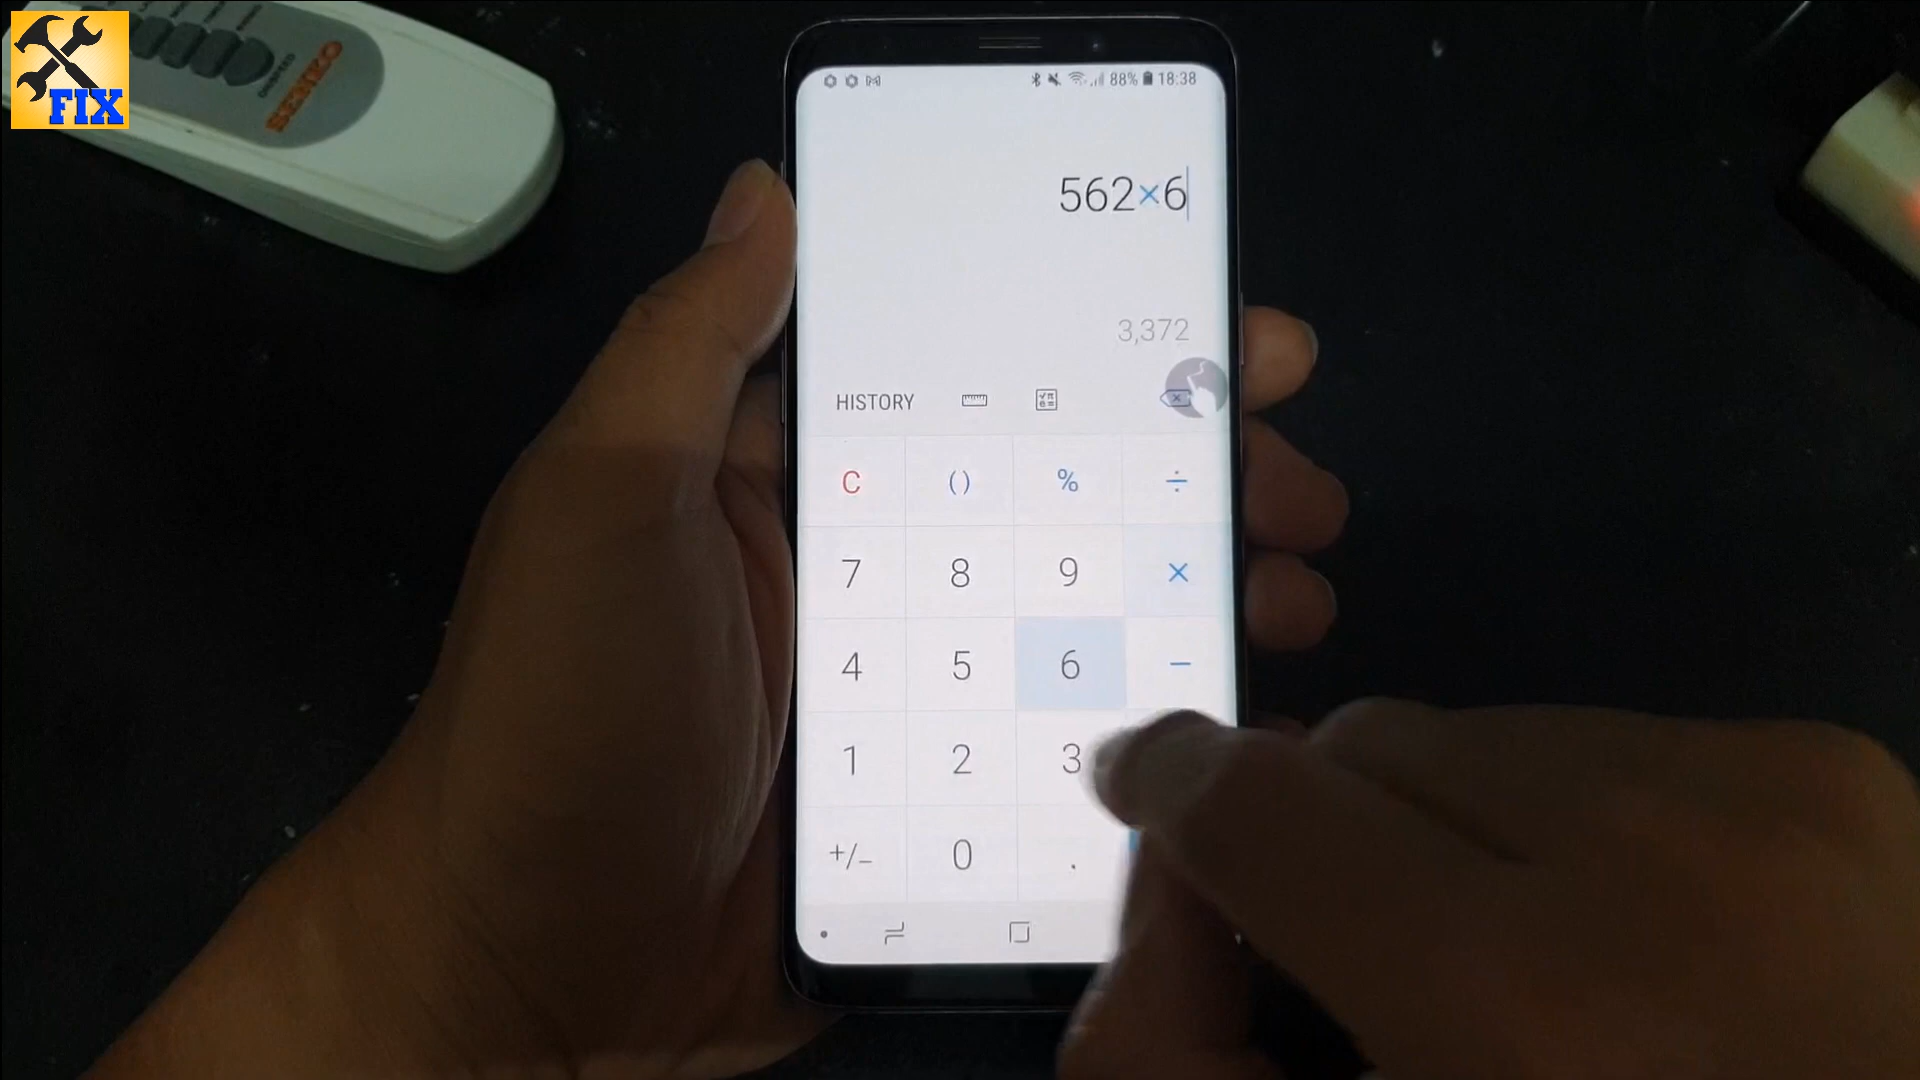 FIX
88% 18:38
562×6
3,372
HISTORY
C () % ÷
7 8 9 ×
4 5 6 −
1 2 3
+/− 0 .